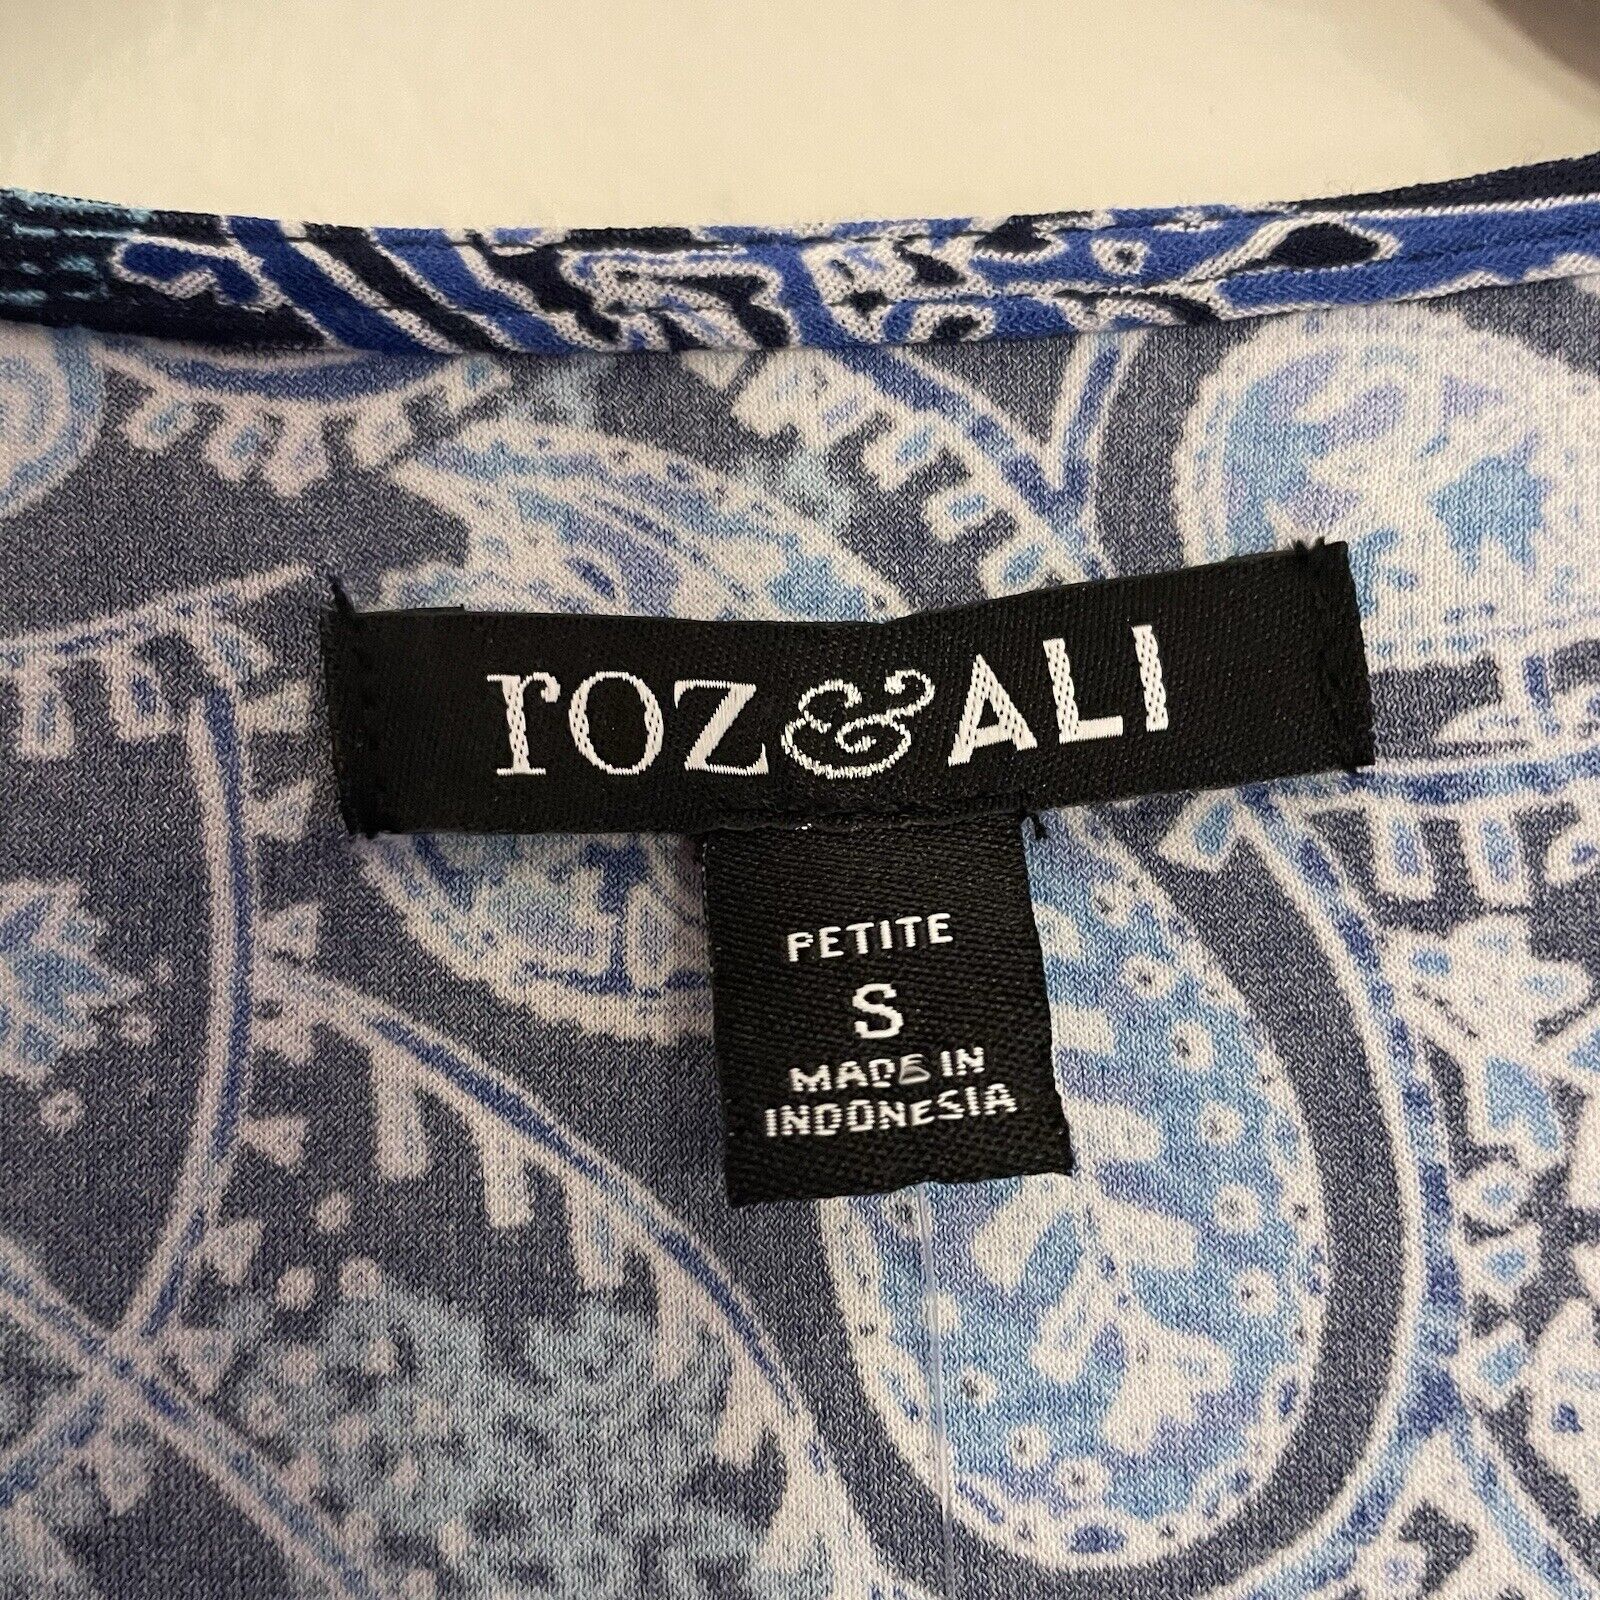 roz&ALI
PETITE
S
MADE IN
INDONESIA